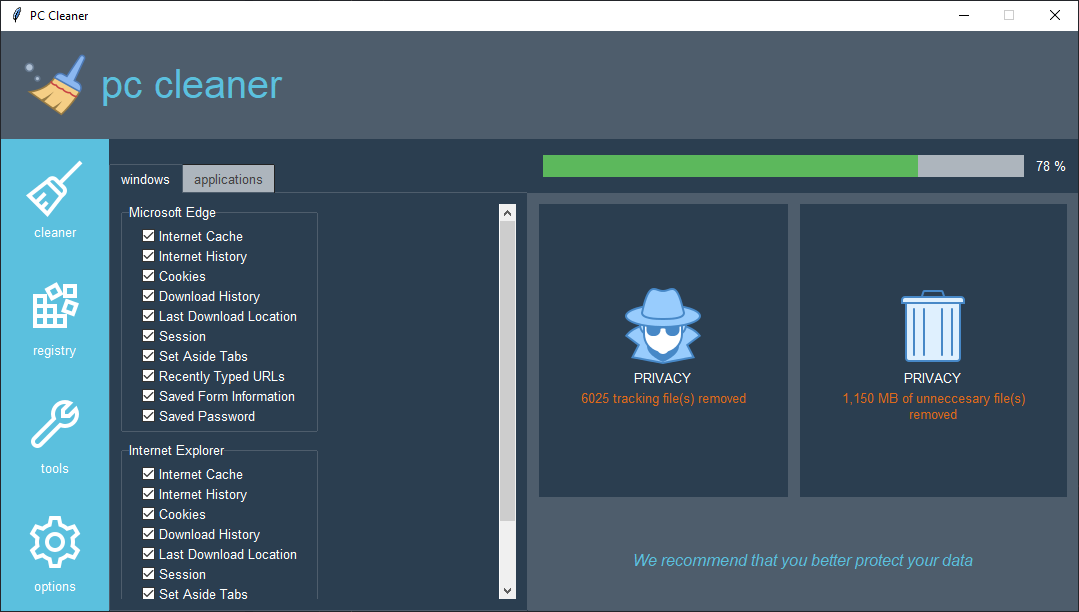 PC Cleaner
pc cleaner
cleaner
registry
tools
options
windows
applications
Microsoft Edge
Internet Cache
Internet History
Cookies
Download History
Last Download Location
Session
Set Aside Tabs
Recently Typed URLs
Saved Form Information
Saved Password
Internet Explorer
Internet Cache
Internet History
Cookies
Download History
Last Download Location
Session
Set Aside Tabs
78 %
PRIVACY
6025 tracking file(s) removed
PRIVACY
1,150 MB of unneccesary file(s)
removed
We recommend that you better protect your data